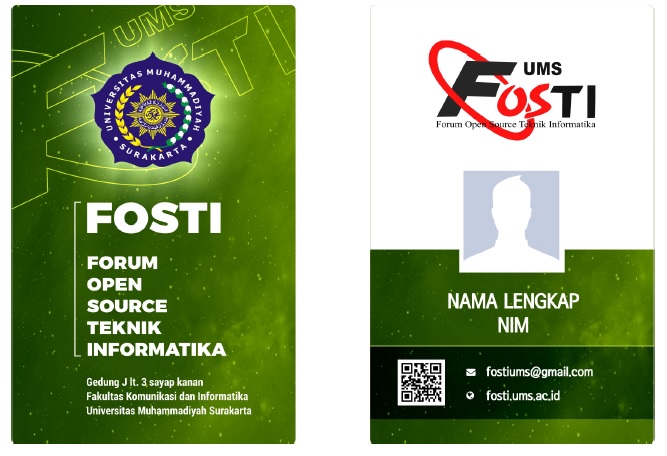 UMS
FOSTI
UNIVERSITAS MUHAMMADIYAH
SURAKARTA
FOSTI
FORUM
OPEN
SOURCE
TEKNIK
INFORMATIKA
Gedung J lt. 3 sayap kanan
Fakultas Komunikasi dan Informatika
Universitas Muhammadiyah Surakarta
UMS
FOSTI
Forum Open Source Teknik Informatika
NAMA LENGKAP
NIM
fostiums@gmail.com
fosti.ums.ac.id